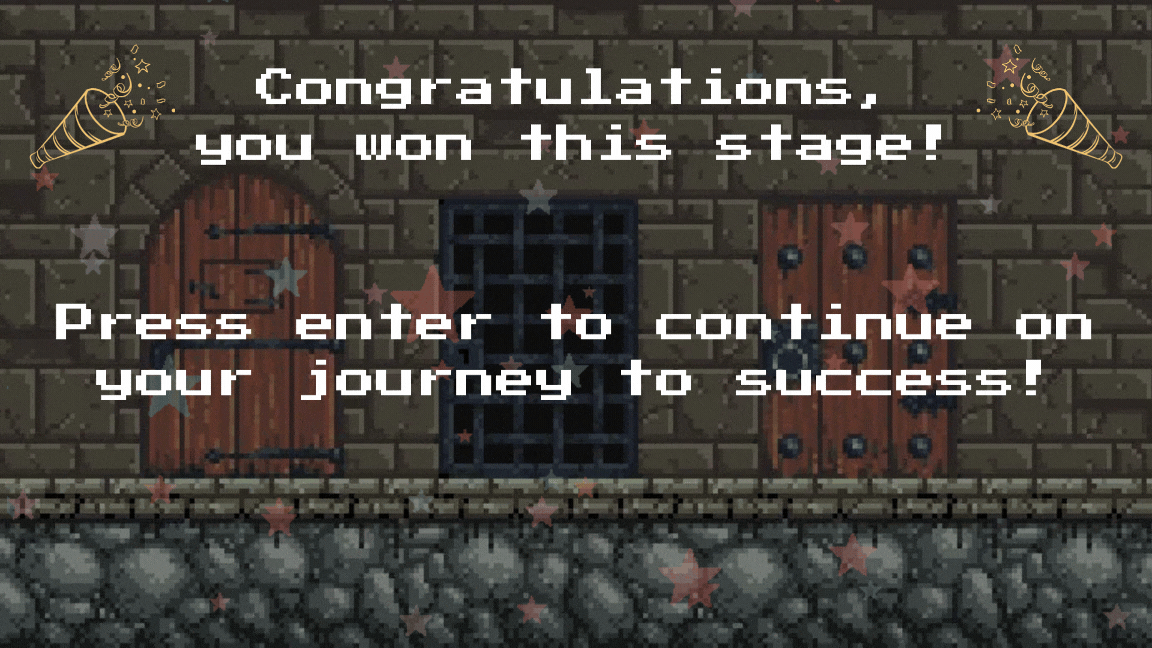 Congratulations,
you won this stage!
Press enter to continue on
your journey to success!